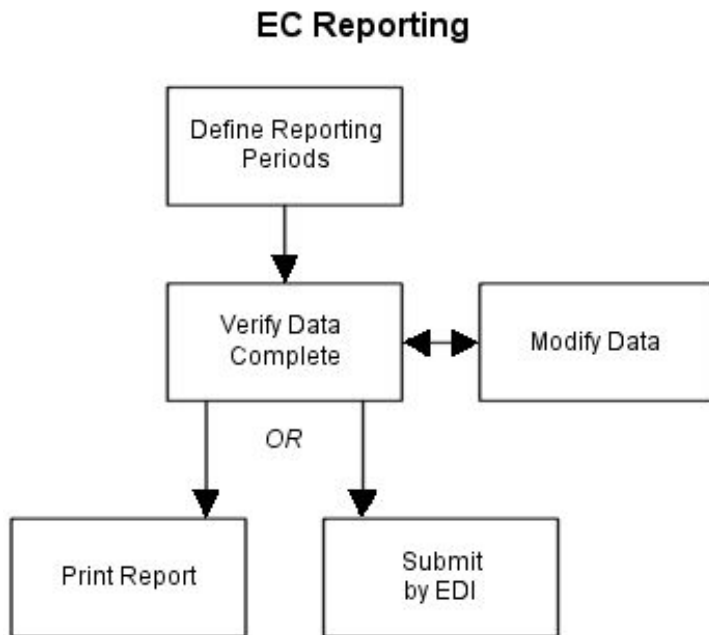 EC Reporting
Define Reporting
Periods
Verify Data
Complete
Modify Data
OR
Print Report
Submit
by EDI